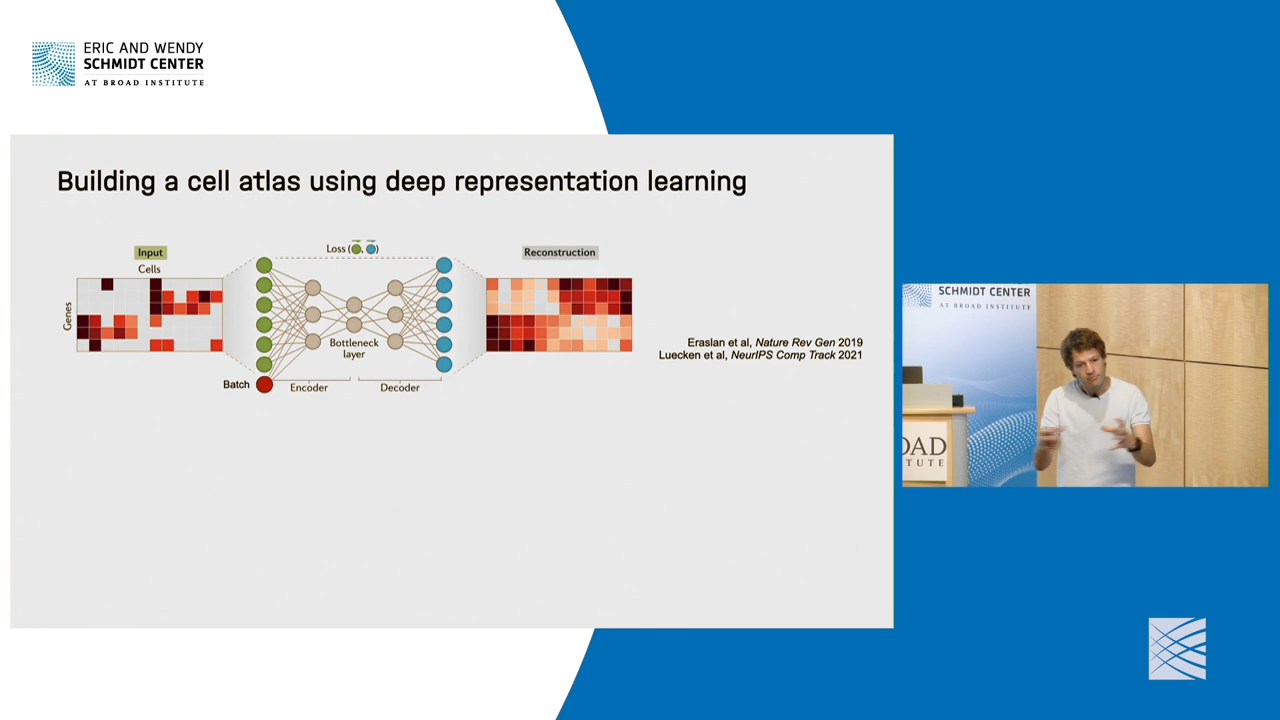 ERIC AND WENDY
SCHMIDT CENTER
AT BROAD INSTITUTE
Building a cell atlas using deep representation learning
Input
Cells
Genes
Loss ( , )
Reconstruction
Bottleneck
layer
Batch
Encoder
Decoder
Eraslan et al, Nature Rev Gen 2019
Luecken et al, NeurIPS Comp Track 2021
SCHMIDT CENTER
AT BROAD INSTITUTE
OAD
TUTE